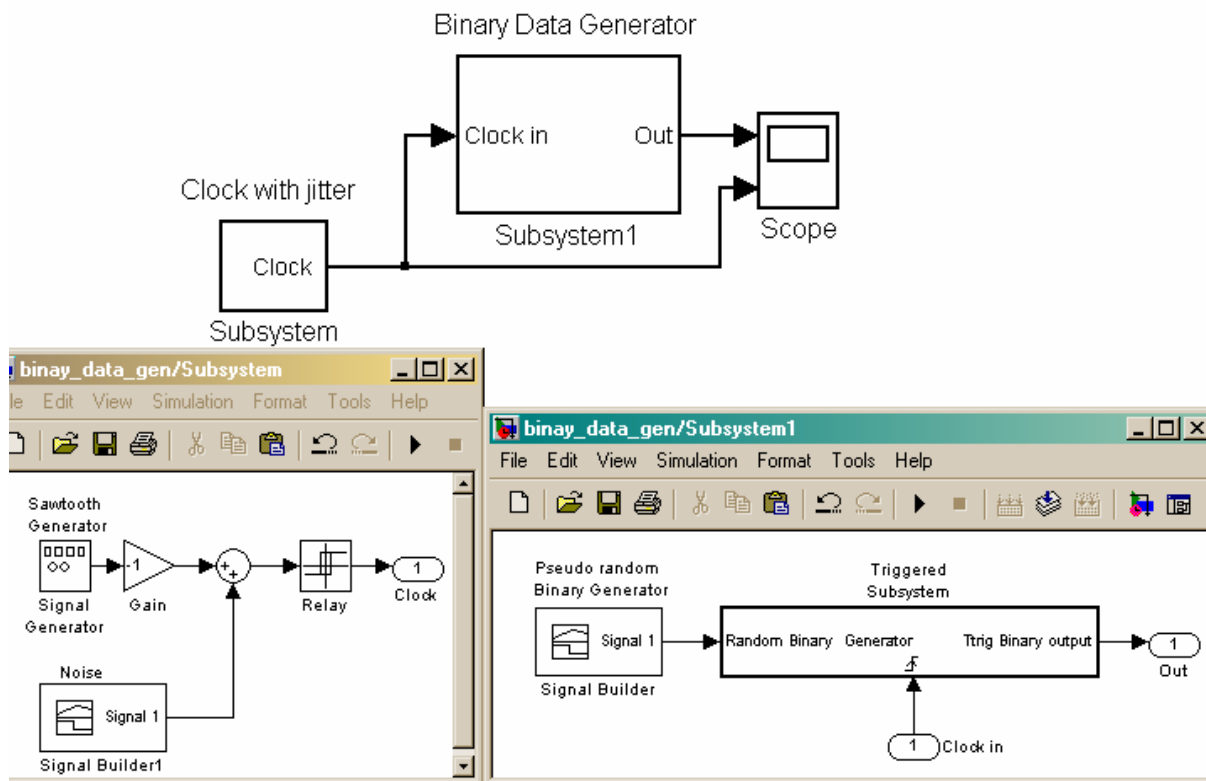 Binary Data Generator
Clock in Out
Clock with jitter
Subsystem1
Scope
Clock
Subsystem
binay_data_gen/Subsystem
Edit View Simulation Format Tools Help
Sawtooth
Generator
-1
1
Signal
Generator
Gain
Relay
Clock
Noise
Signal 1
Signal Builder1
binay_data_gen/Subsystem1
File Edit View Simulation Format Tools Help
Pseudo random
Binary Generator
Triggered
Subsystem
Signal 1
Random Binary Generator
Ttrig Binary output
1
Out
Signal Builder
1
Clock in